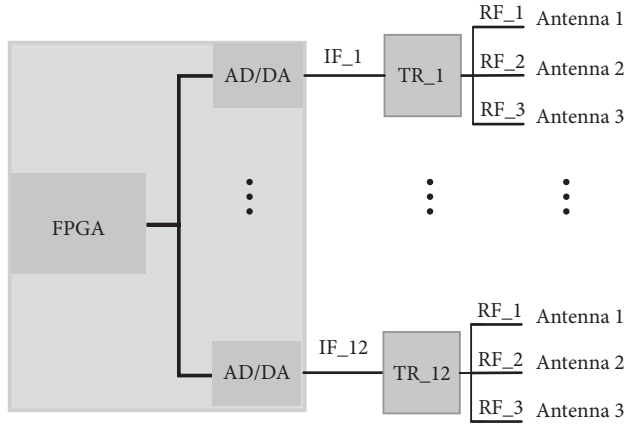 RF_1 Antenna 1
AD/DA IF_1 TR_1 RF_2 Antenna 2
RF_3 Antenna 3
FPGA
RF_1 Antenna 1
AD/DA IF_12 TR_12 RF_2 Antenna 2
RF_3 Antenna 3